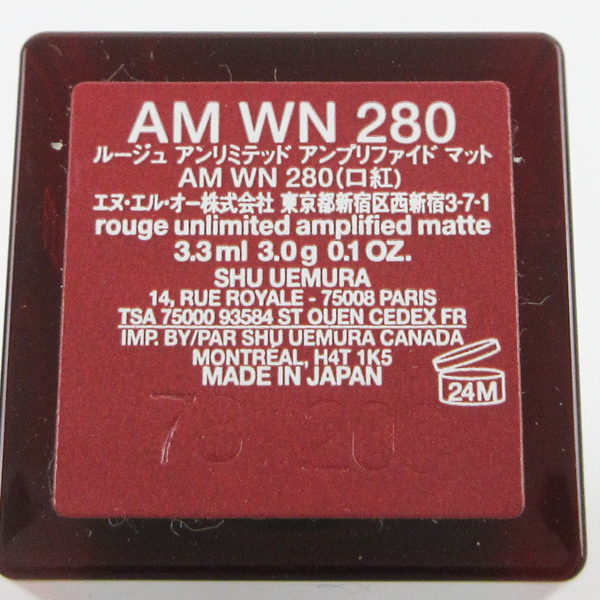 AM WN 280
ルージュ アンリミテッド アンプリファイド マット
AM WN 280(口紅)
エヌ・エル・オー株式会社 東京都新宿区西新宿3-7-1
rouge unlimited amplified matte
3.3 ml 3.0 g 0.1 OZ.
SHU UEMURA
14, RUE ROYALE - 75008 PARIS
TSA 75000 93584 ST OUEN CEDEX FR
IMP. BY/PAR SHU UEMURA CANADA
MONTRÉAL, H4T 1K5
MADE IN JAPAN
24M